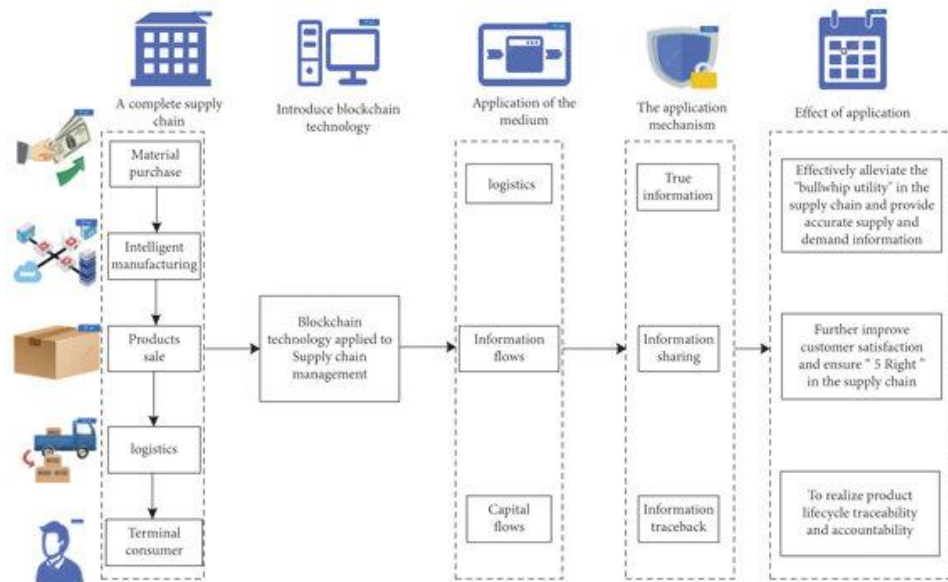 A complete supply
chain
Introduce blockchain
technology
Application of the
medium
The application
mechanism
Effect of application
Material
purchase
Intelligent
manufacturing
Products
sale
logistics
Terminal
consumer
Blockchain
technology applied to
Supply chain
management
logistics
Information
flows
Capital
flows
True
information
Information
sharing
Information
traceback
Effectively alleviate the
"bullwhip utility" in the
supply chain and provide
accurate supply and
demand information
Further improve
customer satisfaction
and ensure " 5 Right "
in the supply chain
To realize product
lifecycle traceability
and accountability